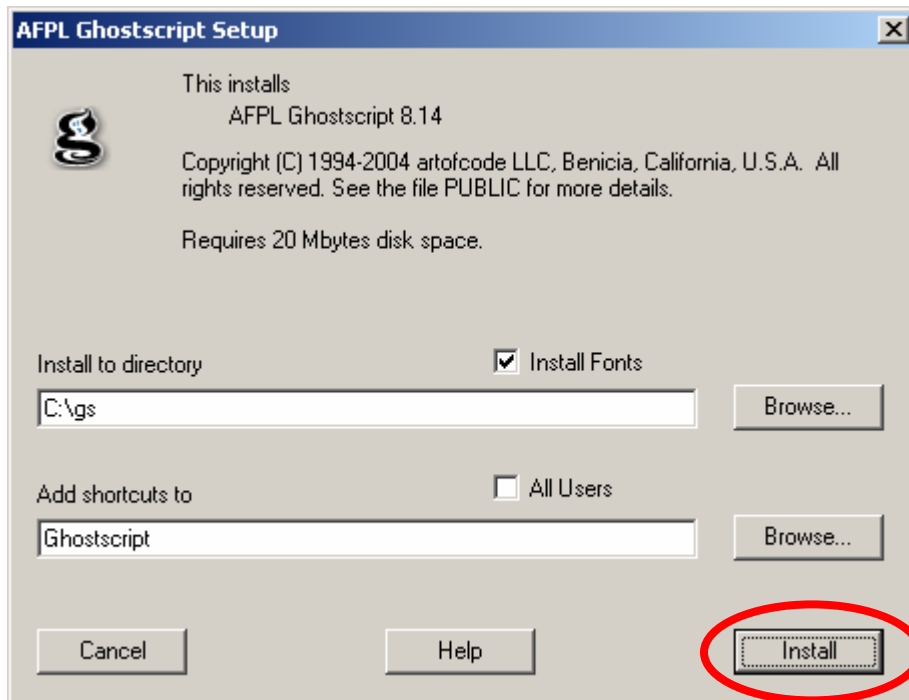 AFPL Ghostscript Setup
This installs
AFPL Ghostscript 8.14
Copyright (C) 1994-2004 artofcode LLC, Benicia, California, U.S.A.  All
rights reserved. See the file PUBLIC for more details.
Requires 20 Mbytes disk space.
Install to directory
Install Fonts
C:\gs
Browse...
Add shortcuts to
All Users
Ghostscript
Browse...
Cancel
Help
Install